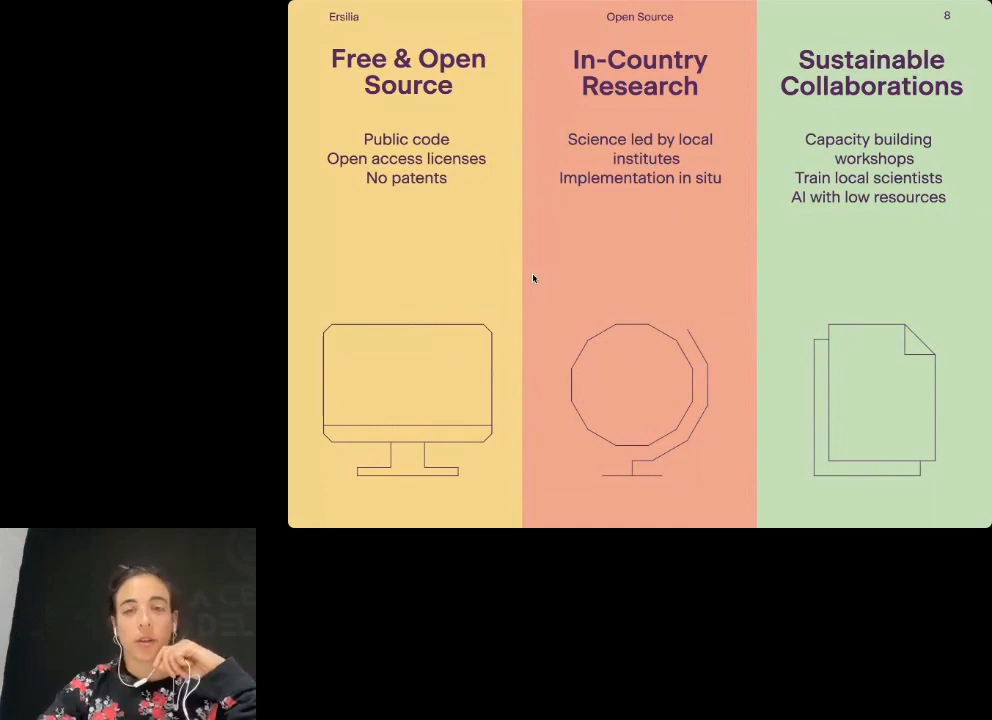 Ersilia
Open Source
8
Free & Open
Source
Public code
Open access licenses
No patents
In-Country
Research
Science led by local
institutes
Implementation in situ
Sustainable
Collaborations
Capacity building
workshops
Train local scientists
AI with low resources